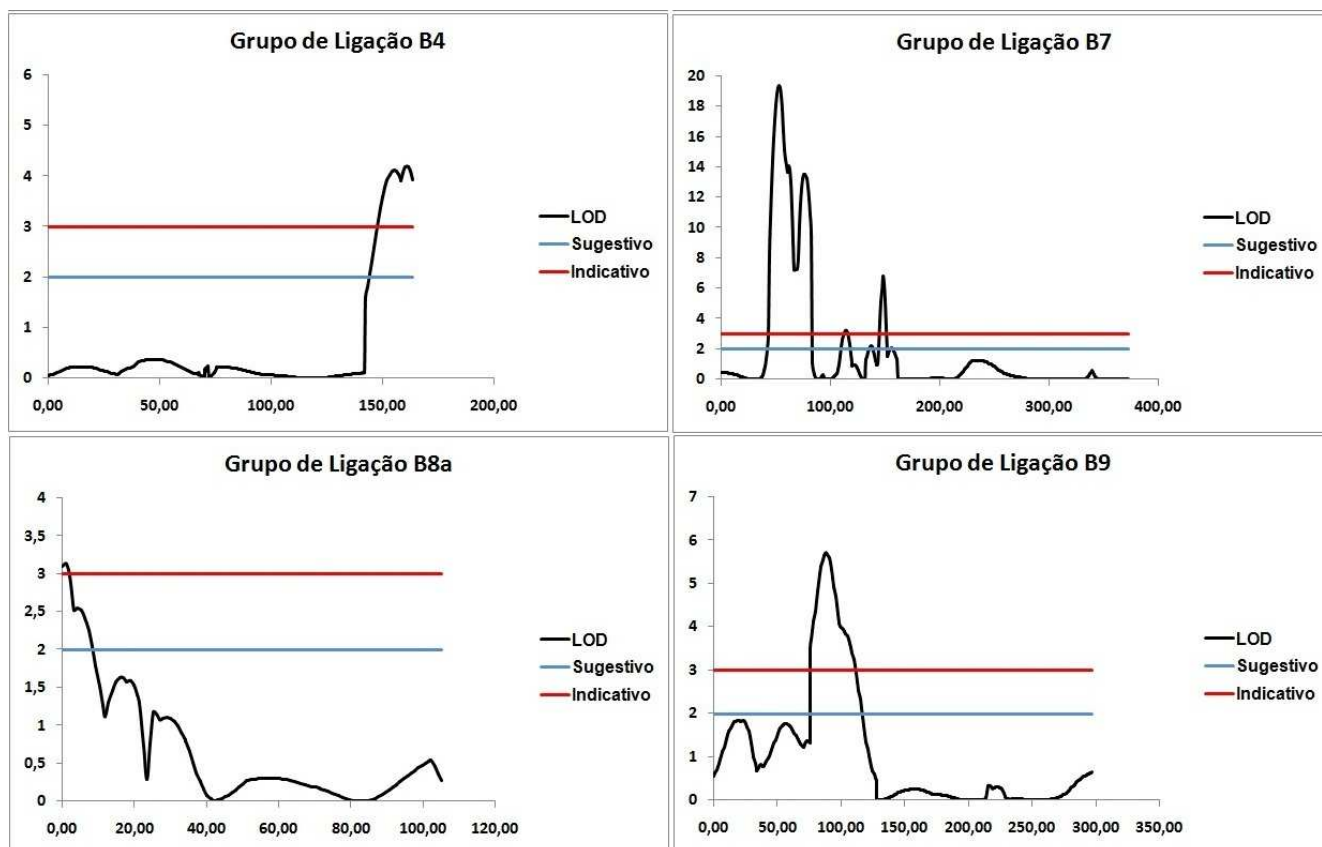 Grupo de Ligação B4
6
5
4
3
2
1
0
0,00 50,00 100,00 150,00 200,00
LOD
Sugestivo
Indicativo
Grupo de Ligação B7
20
18
16
14
12
10
8
6
4
2
0
0,00 100,00 200,00 300,00 400,00
LOD
Sugestivo
Indicativo
Grupo de Ligação B8a
4
3,5
3
2,5
2
1,5
1
0,5
0
0,00 20,00 40,00 60,00 80,00 100,00 120,00
LOD
Sugestivo
Indicativo
Grupo de Ligação B9
7
6
5
4
3
2
1
0
0,00 50,00 100,00 150,00 200,00 250,00 300,00 350,00
LOD
Sugestivo
Indicativo